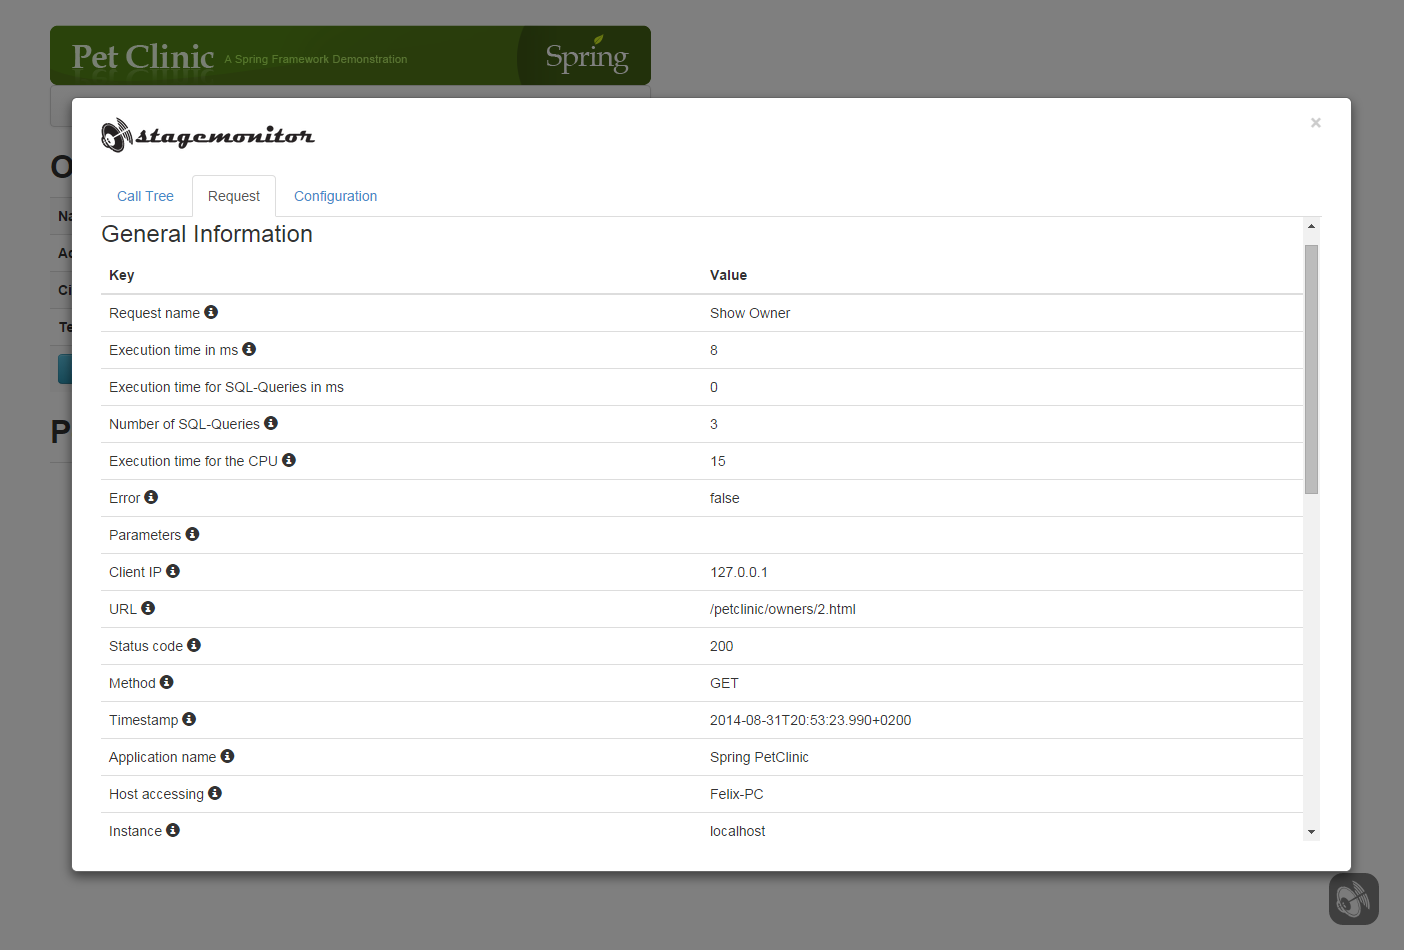 Pet Clinic A Spring Framework Demonstration Spring
stagemonitor ×
Call Tree Request Configuration
General Information
Key Value
Request name Show Owner
Execution time in ms 8
Execution time for SQL-Queries in ms 0
Number of SQL-Queries 3
Execution time for the CPU 15
Error false
Parameters
Client IP 127.0.0.1
URL /petclinic/owners/2.html
Status code 200
Method GET
Timestamp 2014-08-31T20:53:23.990+0200
Application name Spring PetClinic
Host accessing Felix-PC
Instance localhost